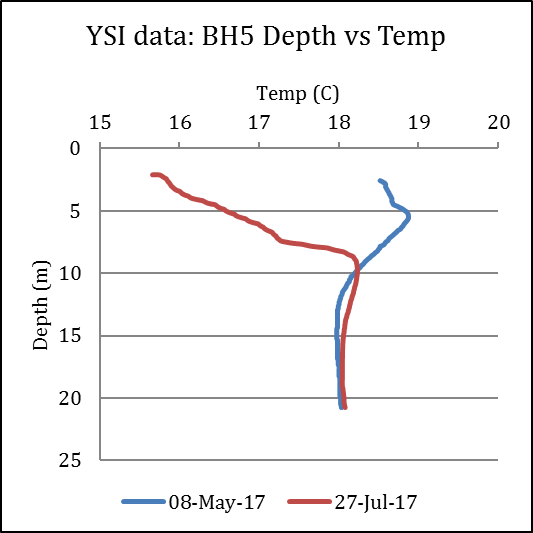 YSI data: BH5 Depth vs Temp
Temp (C)
15 16 17 18 19 20
0
5
10
15
20
25
Depth (m)
08-May-17 27-Jul-17